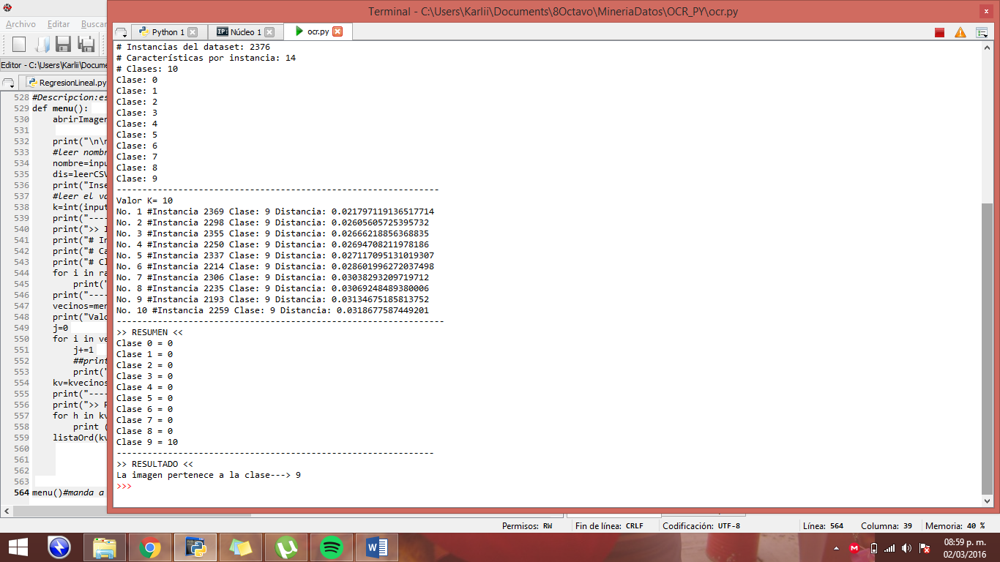 Terminal - C:\Users\Karlii\Documents\8Octavo\MineriaDatos\OCR_PY\ocr.py
Archivo Editar Buscar
Python 1 Núcleo 1 ocr.py
Editor - C:\Users\Karlii\Docume
RegresionLineal.py
528 #Descripcion:es
529 def menu():
530 abrirImagen
531
532 print("\n\n
533 #leer nombr
534 nombre=inpu
535 dis=leerCSV
536 print("Inse
537 #leer el va
538 k=int(input
539 print("----
540 print(">> I
541 print("# In
542 print("# Ca
543 print("# Cl
544 for i in ra
545 print("
546 print("----
547 vecinos=men
548 print("Valo
549 j=0
550 for i in ve
551 j+=1
552 ##print
553 print("
554 kv=kvecinos
555 print("----
556 print(">> R
557 for h in kv
558 print (
559 listaOrd(kv
560
561
562
563
564 menu()#manda a
# Instancias del dataset: 2376
# Características por instancia: 14
# Clases: 10
Clase: 0
Clase: 1
Clase: 2
Clase: 3
Clase: 4
Clase: 5
Clase: 6
Clase: 7
Clase: 8
Clase: 9
---------------------------------------------------------------
Valor K= 10
No. 1 #Instancia 2369 Clase: 9 Distancia: 0.021797119136517714
No. 2 #Instancia 2298 Clase: 9 Distancia: 0.02605605725395732
No. 3 #Instancia 2355 Clase: 9 Distancia: 0.02666218856368835
No. 4 #Instancia 2250 Clase: 9 Distancia: 0.02694708211978186
No. 5 #Instancia 2337 Clase: 9 Distancia: 0.027117095131019307
No. 6 #Instancia 2214 Clase: 9 Distancia: 0.028601996272037498
No. 7 #Instancia 2306 Clase: 9 Distancia: 0.03038293209719712
No. 8 #Instancia 2235 Clase: 9 Distancia: 0.03069248489380006
No. 9 #Instancia 2193 Clase: 9 Distancia: 0.03134675185813752
No. 10 #Instancia 2259 Clase: 9 Distancia: 0.0318677587449201
----------------------------------------------------------------
>> RESUMEN <<
Clase 0 = 0
Clase 1 = 0
Clase 2 = 0
Clase 3 = 0
Clase 4 = 0
Clase 5 = 0
Clase 6 = 0
Clase 7 = 0
Clase 8 = 0
Clase 9 = 10
--------------------------------------------------------------
>> RESULTADO <<
La imagen pertenece a la clase---> 9
>>>
Permisos: RW Fin de línea: CRLF Codificación: UTF-8 Línea: 564 Columna: 39 Memoria: 40 %
08:59 p. m.
02/03/2016